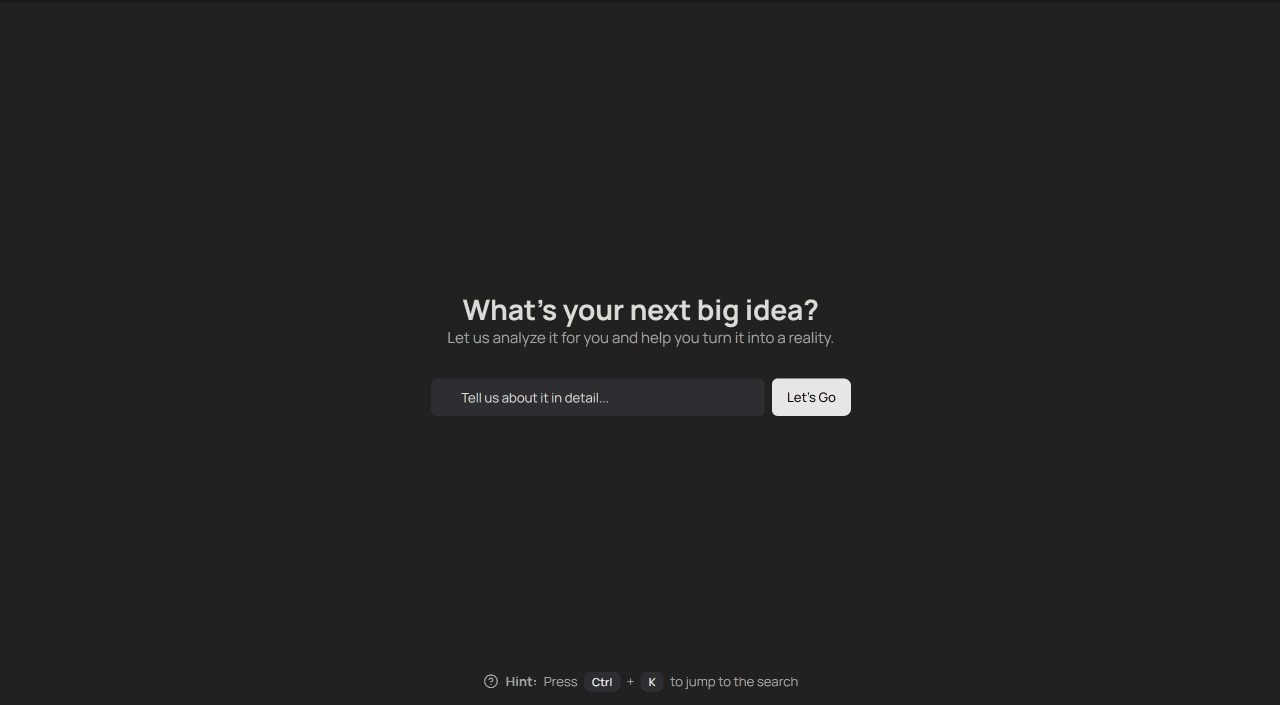 What's your next big idea?
Let us analyze it for you and help you turn it into a reality.
Tell us about it in detail... Let's Go
Hint: Press Ctrl + K to jump to the search